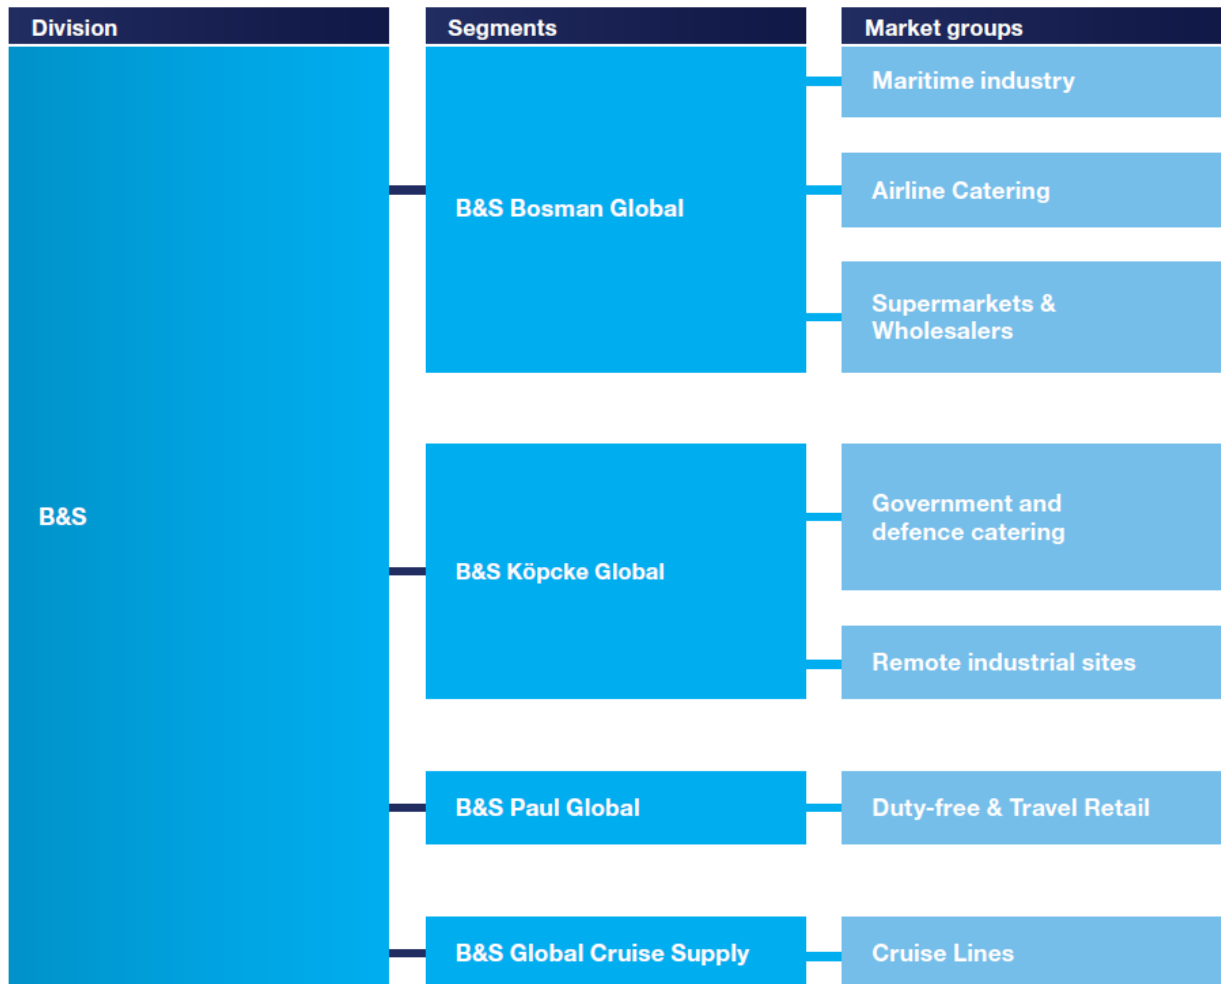 Division
Segments
Market groups
B&S
B&S Bosman Global
Maritime industry
Airline Catering
Supermarkets &
Wholesalers
B&S Köpcke Global
Government and
defence catering
Remote industrial sites
B&S Paul Global
Duty-free & Travel Retail
B&S Global Cruise Supply
Cruise Lines